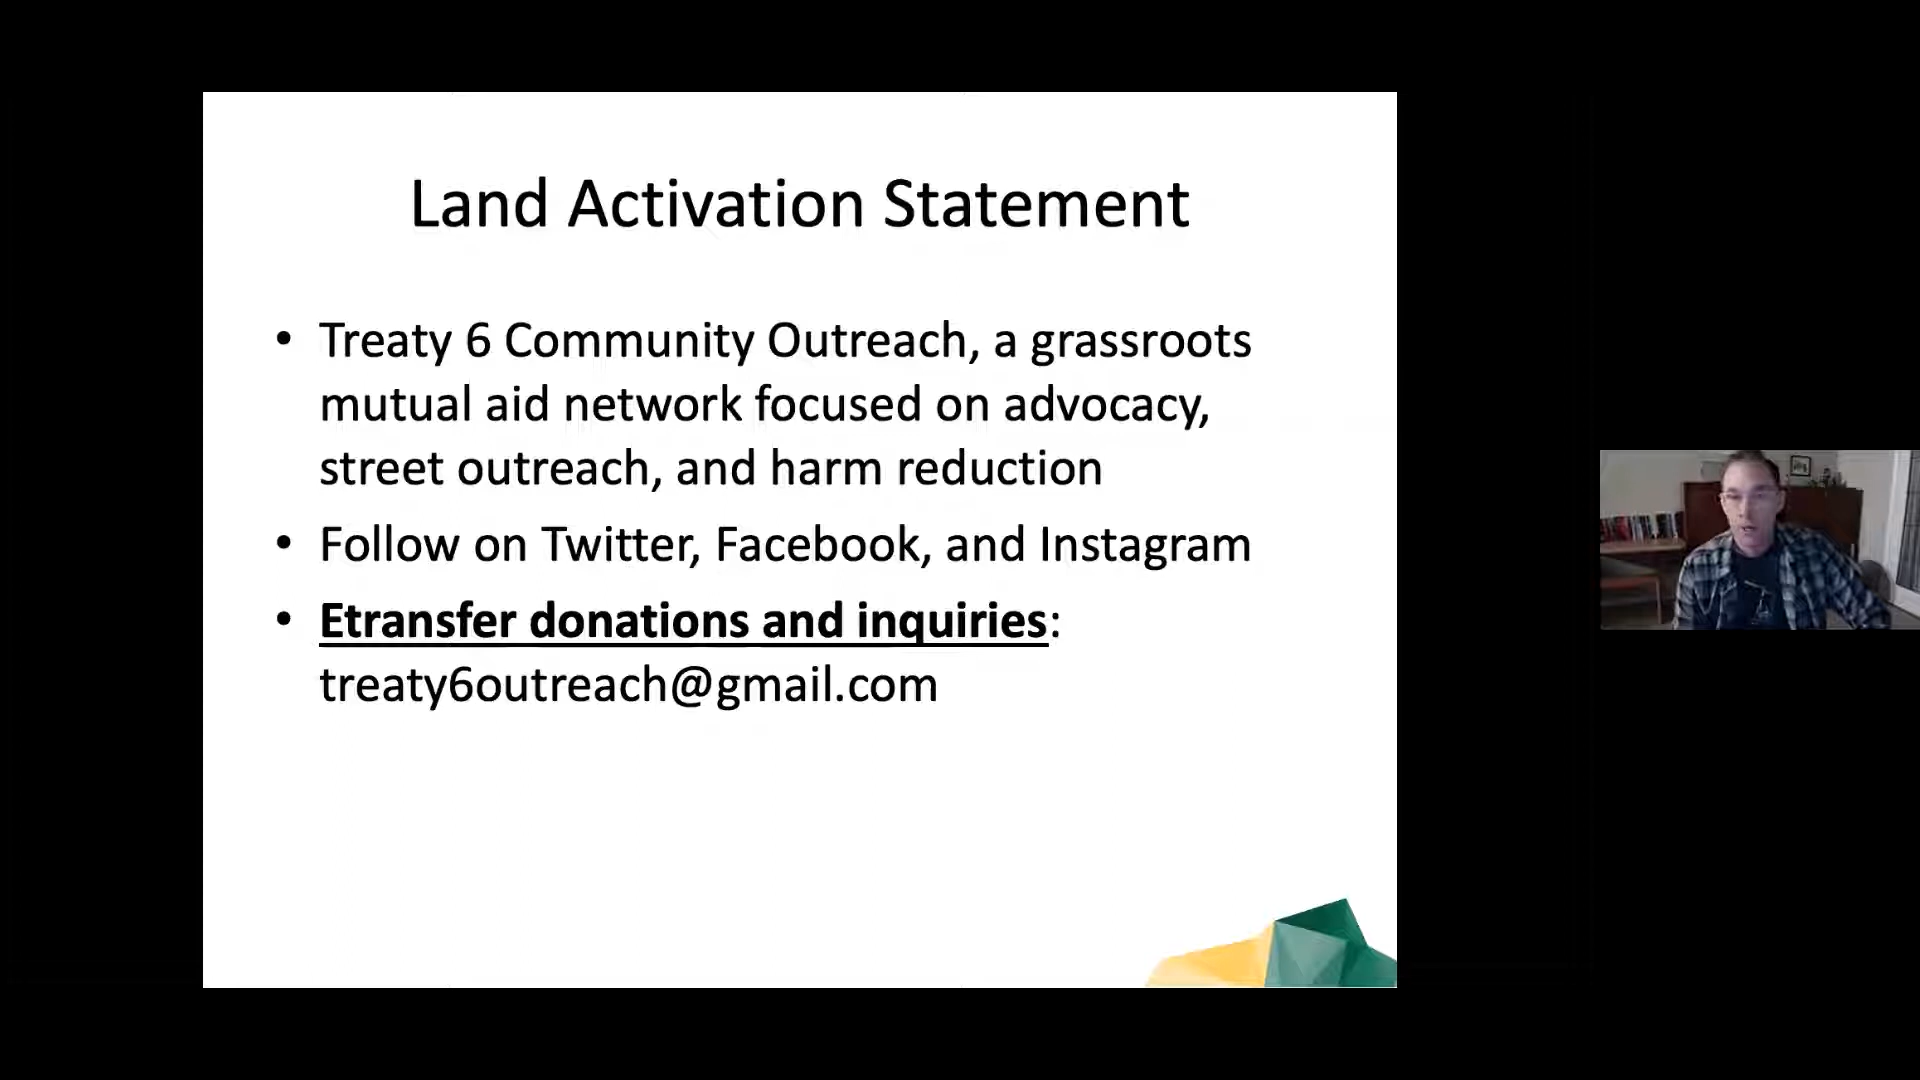 Land Activation Statement
• Treaty 6 Community Outreach, a grassroots
mutual aid network focused on advocacy,
street outreach, and harm reduction
• Follow on Twitter, Facebook, and Instagram
• Etransfer donations and inquiries:
treaty6outreach@gmail.com